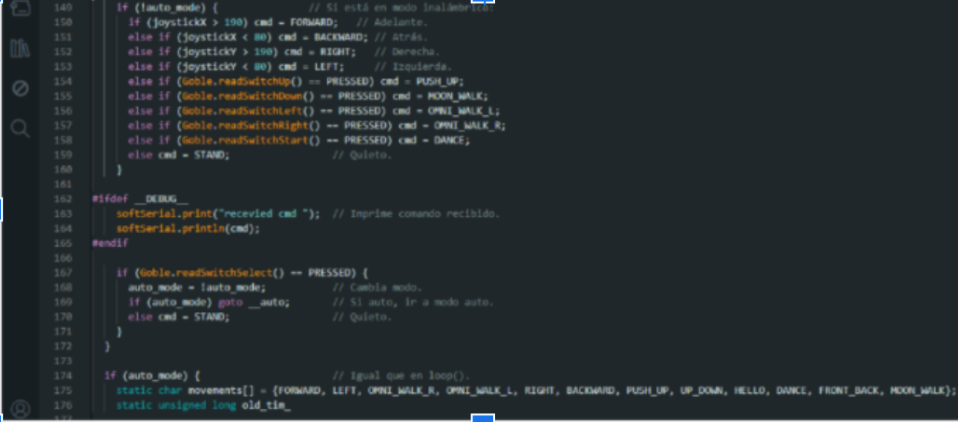 149 if (!auto_mode) { // Si está en modo inalámbrico:
150 if (joystickX > 190) cmd = FORWARD; // Adelante.
151 else if (joystickX < 80) cmd = BACKWARD; // Atrás.
152 else if (joystickY > 190) cmd = RIGHT; // Derecha.
153 else if (joystickY < 80) cmd = LEFT; // Izquierda.
154 else if (Goble.readSwitchUp() == PRESSED) cmd = PUSH_UP;
155 else if (Goble.readSwitchDown() == PRESSED) cmd = MOON_WALK;
156 else if (Goble.readSwitchLeft() == PRESSED) cmd = OMNI_WALK_L;
157 else if (Goble.readSwitchRight() == PRESSED) cmd = OMNI_WALK_R;
158 else if (Goble.readSwitchStart() == PRESSED) cmd = DANCE;
159 else cmd = STAND; // Quieto.
160 }
161
162 #ifdef __DEBUG__
163 softSerial.print("recevied cmd "); // Imprime comando recibido.
164 softSerial.println(cmd);
165 #endif
166
167 if (Goble.readSwitchSelect() == PRESSED) {
168 auto_mode = !auto_mode; // Cambia modo.
169 if (auto_mode) goto __auto; // Si auto, ir a modo auto.
170 else cmd = STAND; // Quieto.
171 }
172 }
173
174 if (auto_mode) { // Igual que en loop().
175 static char movements[] = {FORWARD, LEFT, OMNI_WALK_R, OMNI_WALK_L, RIGHT, BACKWARD, PUSH_UP, UP_DOWN, HELLO, DANCE, FRONT_BACK, MOON_WALK};
176 static unsigned long old_tim_